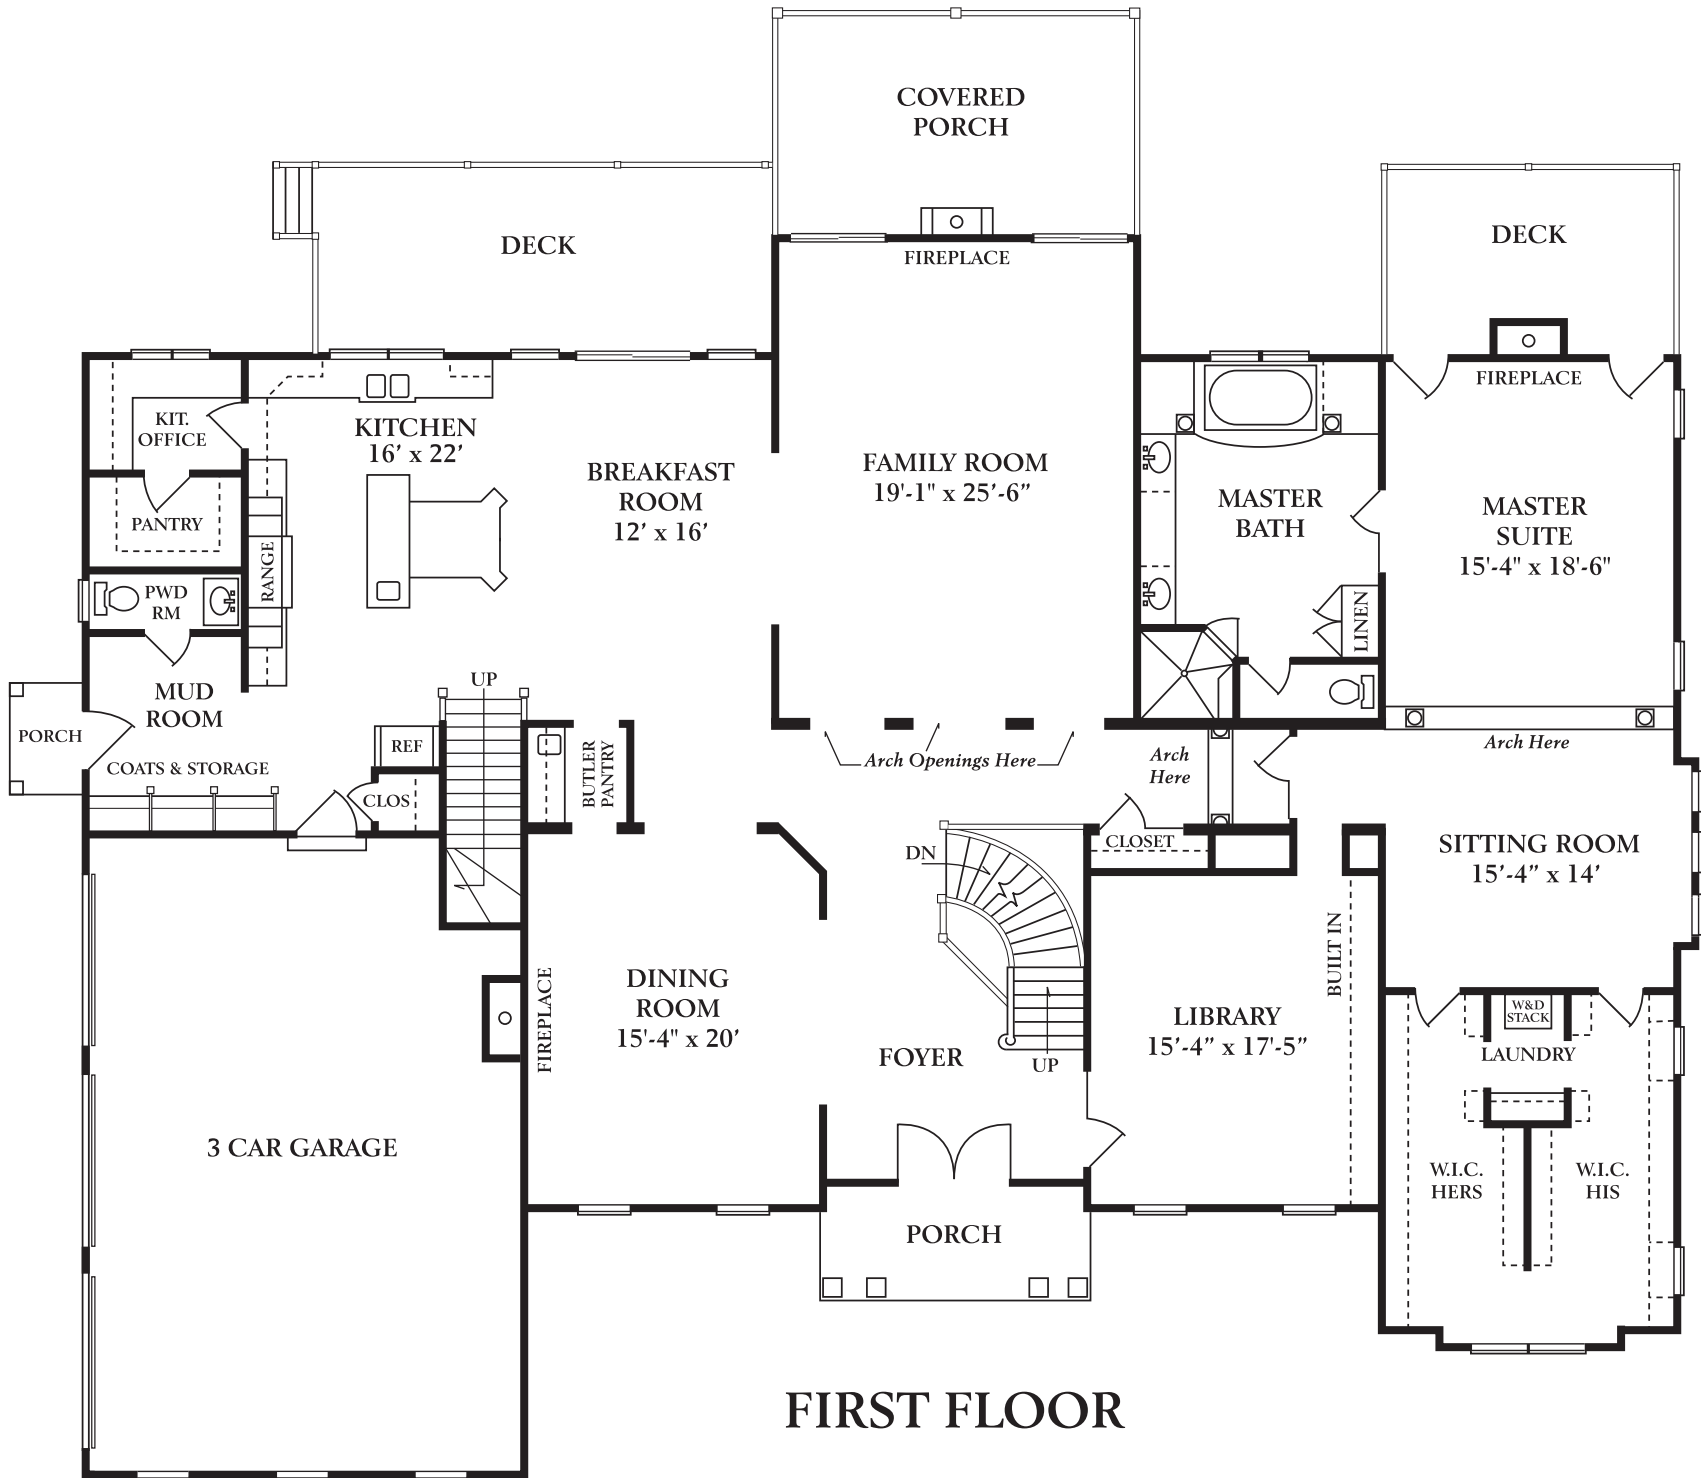 COVERED
PORCH
DECK
DECK
FIREPLACE
FIREPLACE
KIT.
OFFICE
KITCHEN
16’ x 22’
BREAKFAST
ROOM
12’ x 16’
FAMILY ROOM
19'-1" x 25’-6”
MASTER
BATH
MASTER
SUITE
15'-4" x 18'-6"
PANTRY
RANGE
PWD
RM
LINEN
MUD
ROOM
UP
PORCH
COATS & STORAGE
REF
CLOS
BUTLER
PANTRY
Arch Openings Here
Arch
Here
Arch Here
CLOSET
DN
SITTING ROOM
15’-4” x 14’
BUILT IN
FIREPLACE
DINING
ROOM
15'-4" x 20’
FOYER
UP
LIBRARY
15’-4” x 17'-5”
W&D
STACK
LAUNDRY
3 CAR GARAGE
W.I.C.
HERS
W.I.C.
HIS
PORCH
FIRST FLOOR